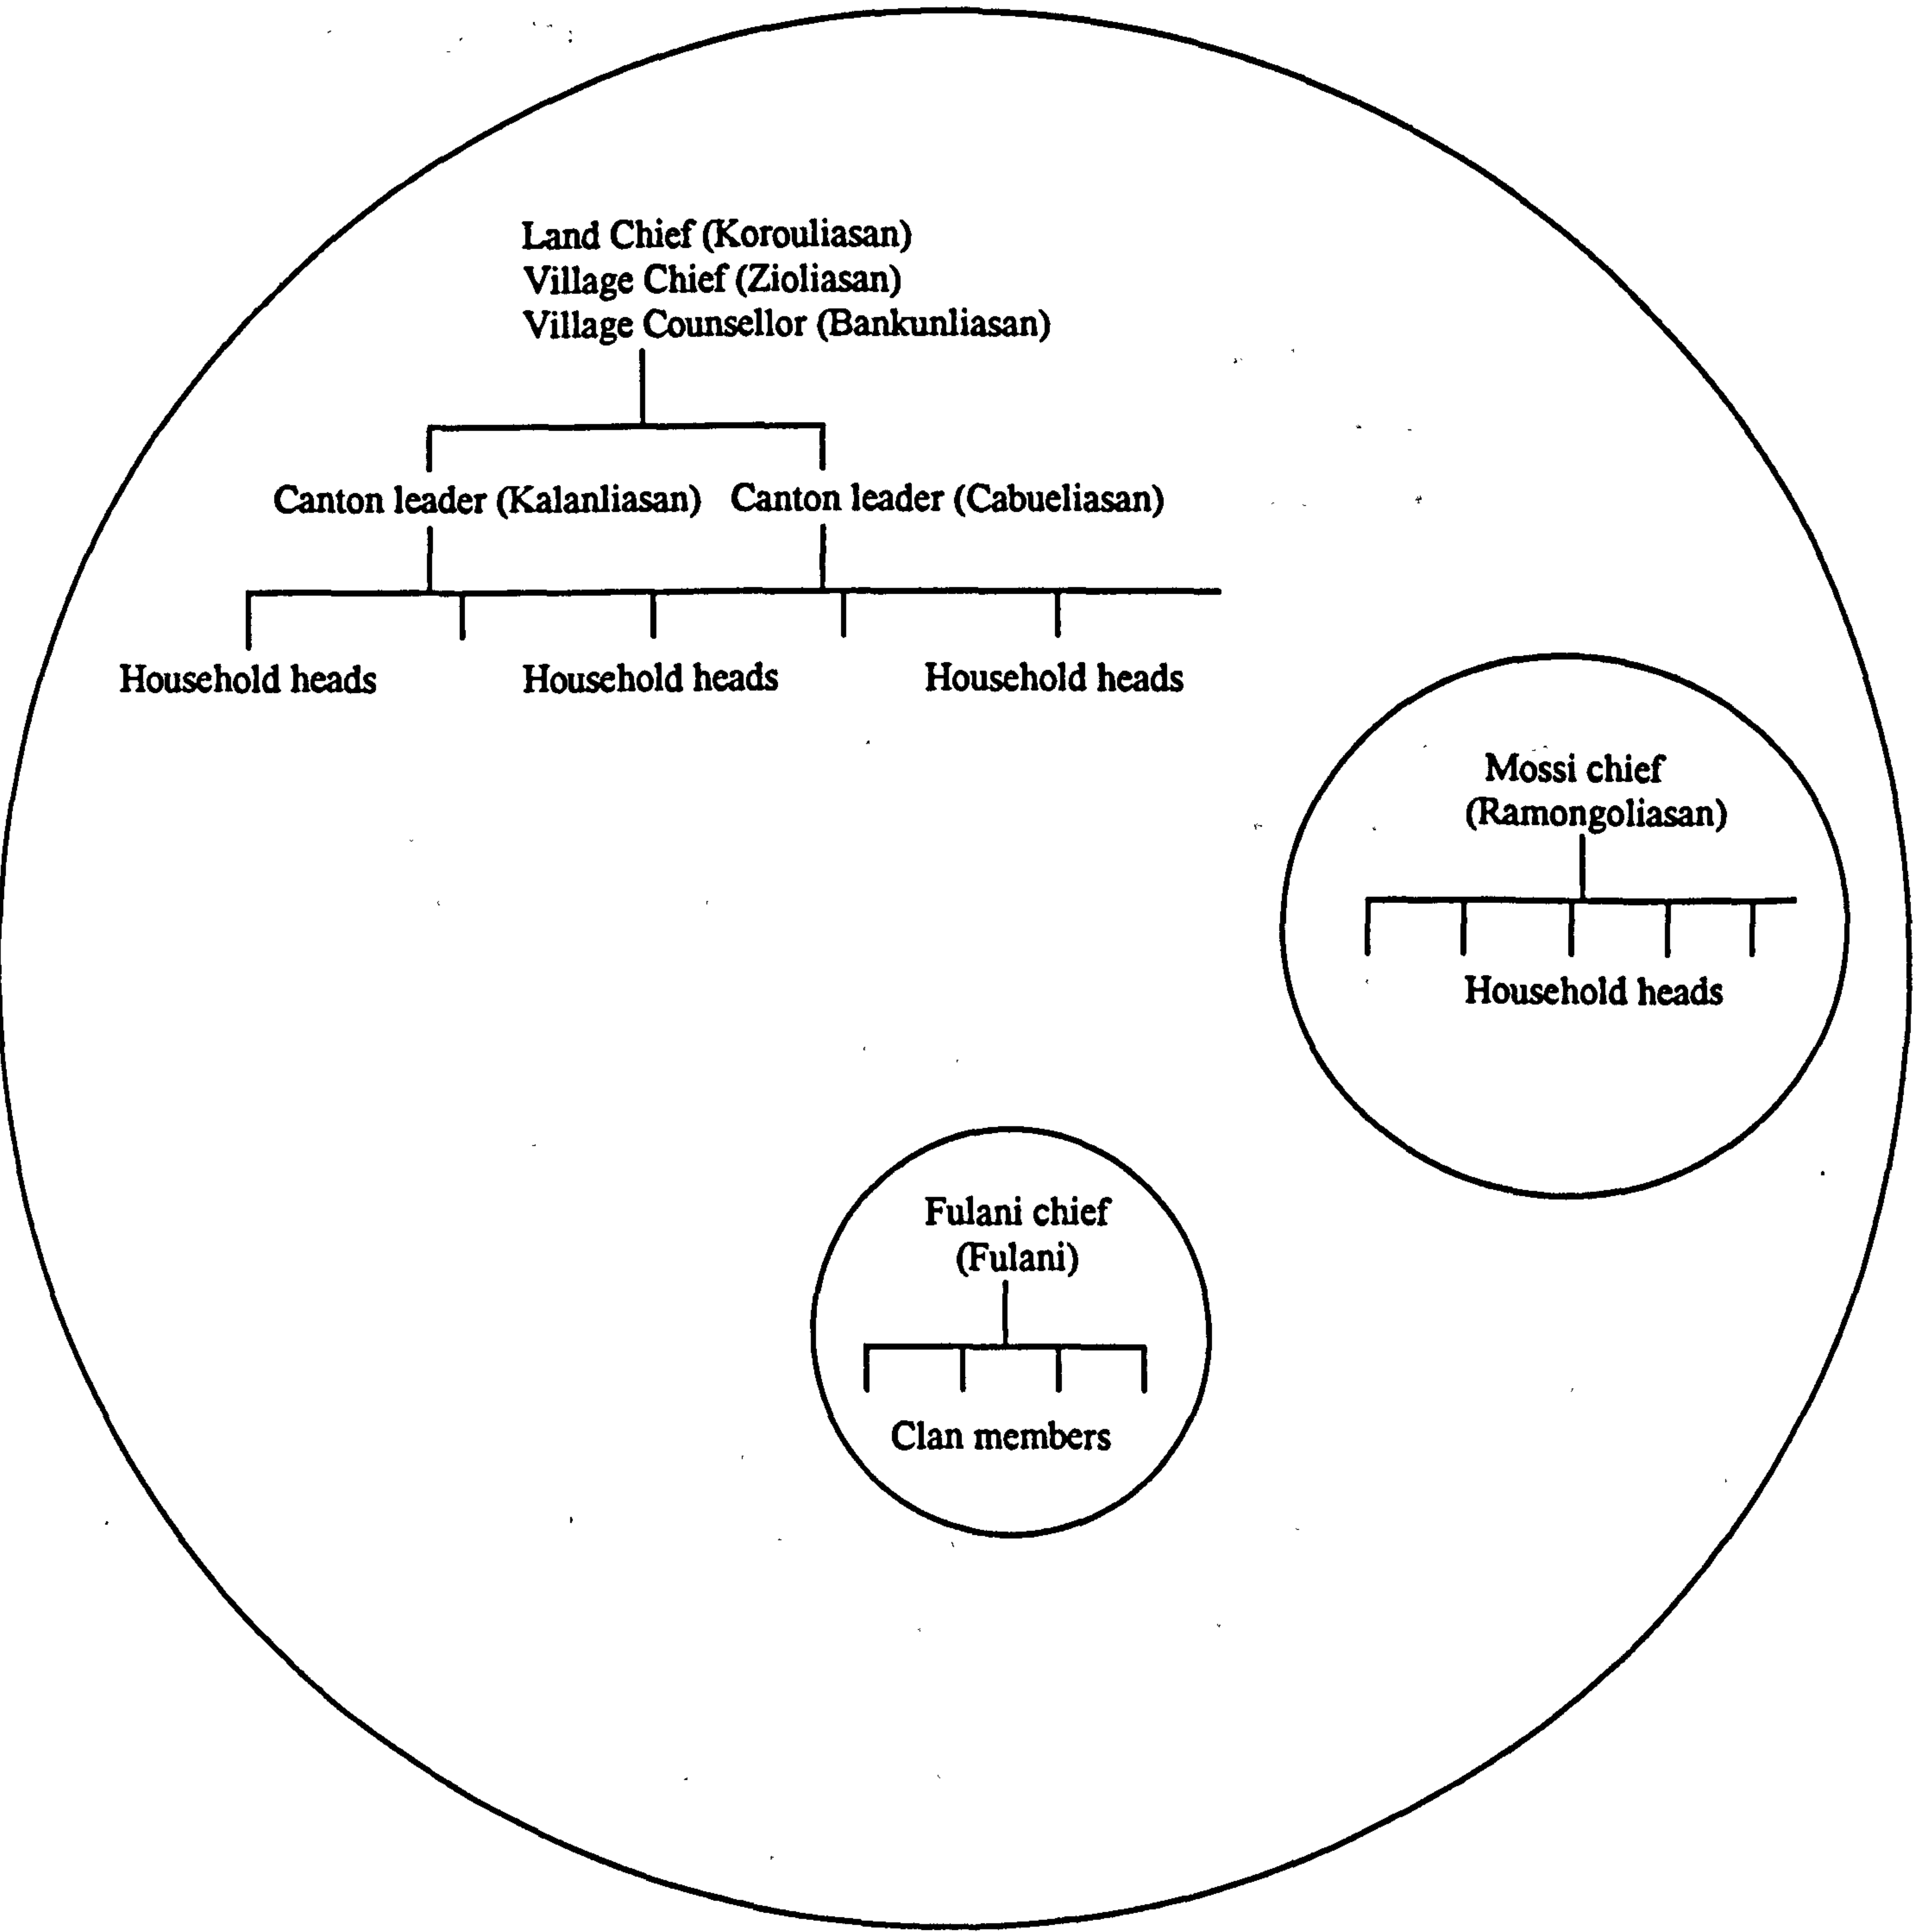 Land Chief (Korouliasan)
Village Chief (Zioliasan)
Village Counsellor (Bankunliasan)
Canton leader (Kalanliasan) Canton leader (Cabueliasan)
Household heads Household heads Household heads
Mossi chief
(Ramongoliasan)
Household heads
Fulani chief
(Fulani)
Clan members